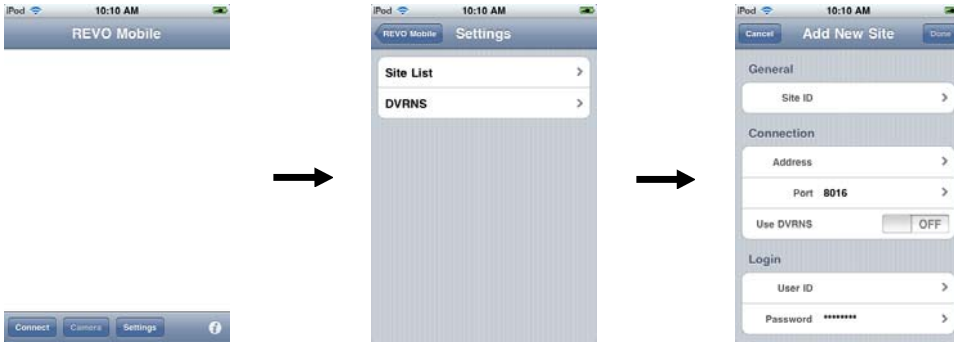 iPod 10:10 AM
REVO Mobile
Connect Camera Settings
iPod 10:10 AM
REVO Mobile Settings
Site List
DVRNS
iPod 10:10 AM
Cancel Add New Site Done
General
Site ID
Connection
Address
Port 8016
Use DVRNS OFF
Login
User ID
Password ********